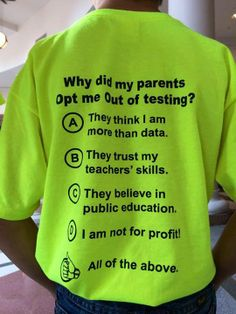 Why did my parents
Opt me Out of testing?
A They think I am
more than data.
B They trust my
teachers' skills.
C They believe in
public education.
D I am not for profit!
All of the above.